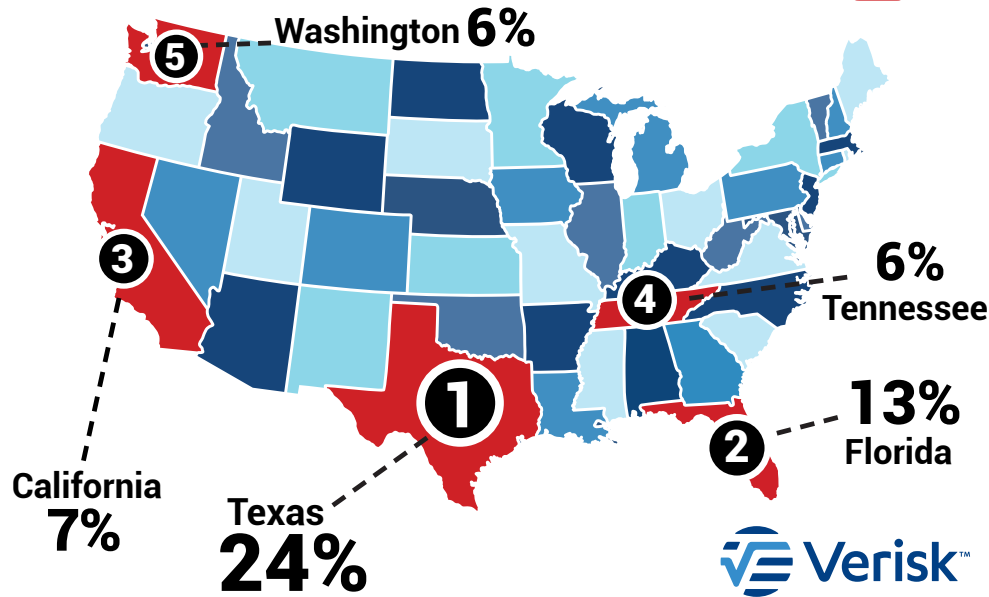 Washington 6%
5
3
4
6%
Tennessee
1
13%
2
Florida
California
7%
Texas
24%
Verisk™